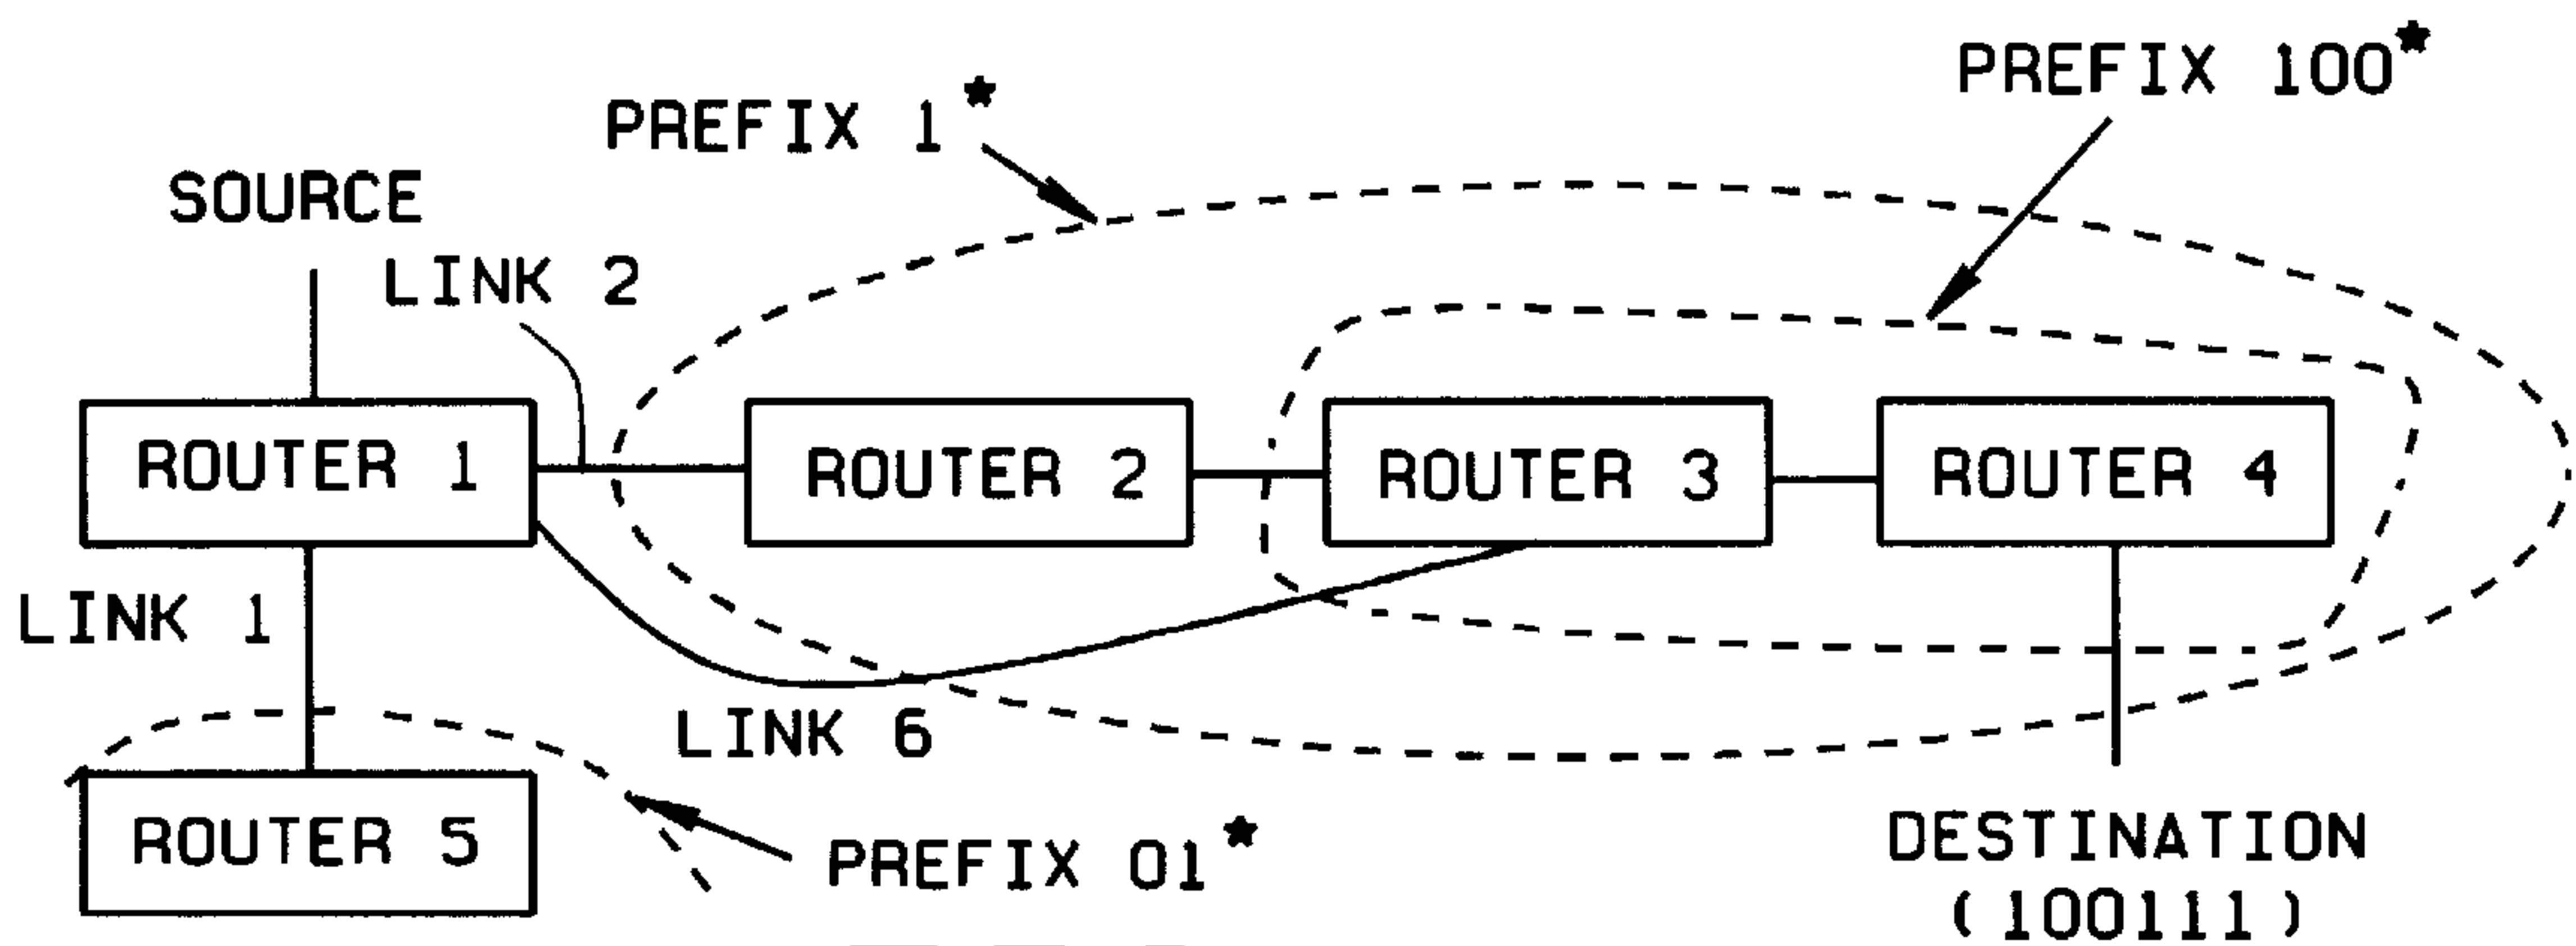 PREFIX 100★
PREFIX 1★
SOURCE
LINK 2
ROUTER 1
ROUTER 2
ROUTER 3
ROUTER 4
LINK 1
LINK 6
ROUTER 5
PREFIX 01★
DESTINATION
(100111)